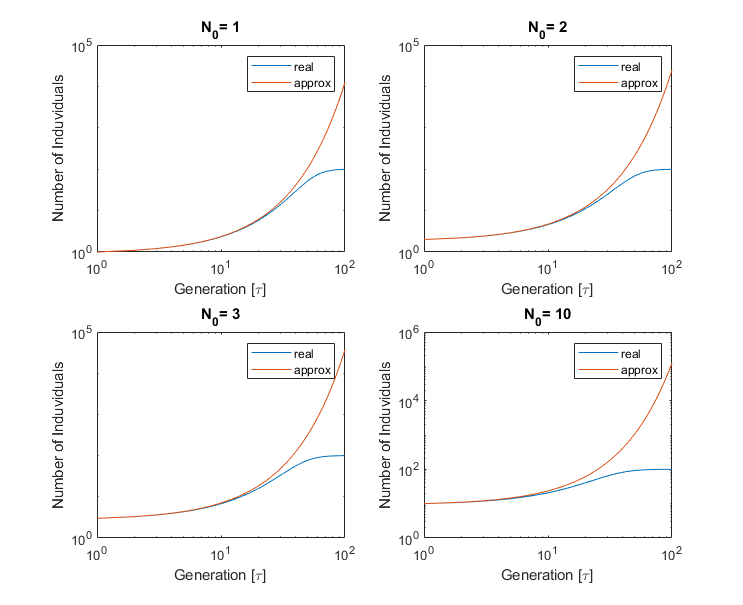 N0= 1
10^5
real
approx
Number of Induviduals
10^0
10^0 10^1 10^2
Generation [τ]
N0= 2
10^5
real
approx
Number of Induviduals
10^0
10^0 10^1 10^2
Generation [τ]
N0= 3
10^5
real
approx
Number of Induviduals
10^0
10^0 10^1 10^2
Generation [τ]
N0= 10
10^6
real
approx
10^4
Number of Induviduals
10^2
10^0
10^0 10^1 10^2
Generation [τ]